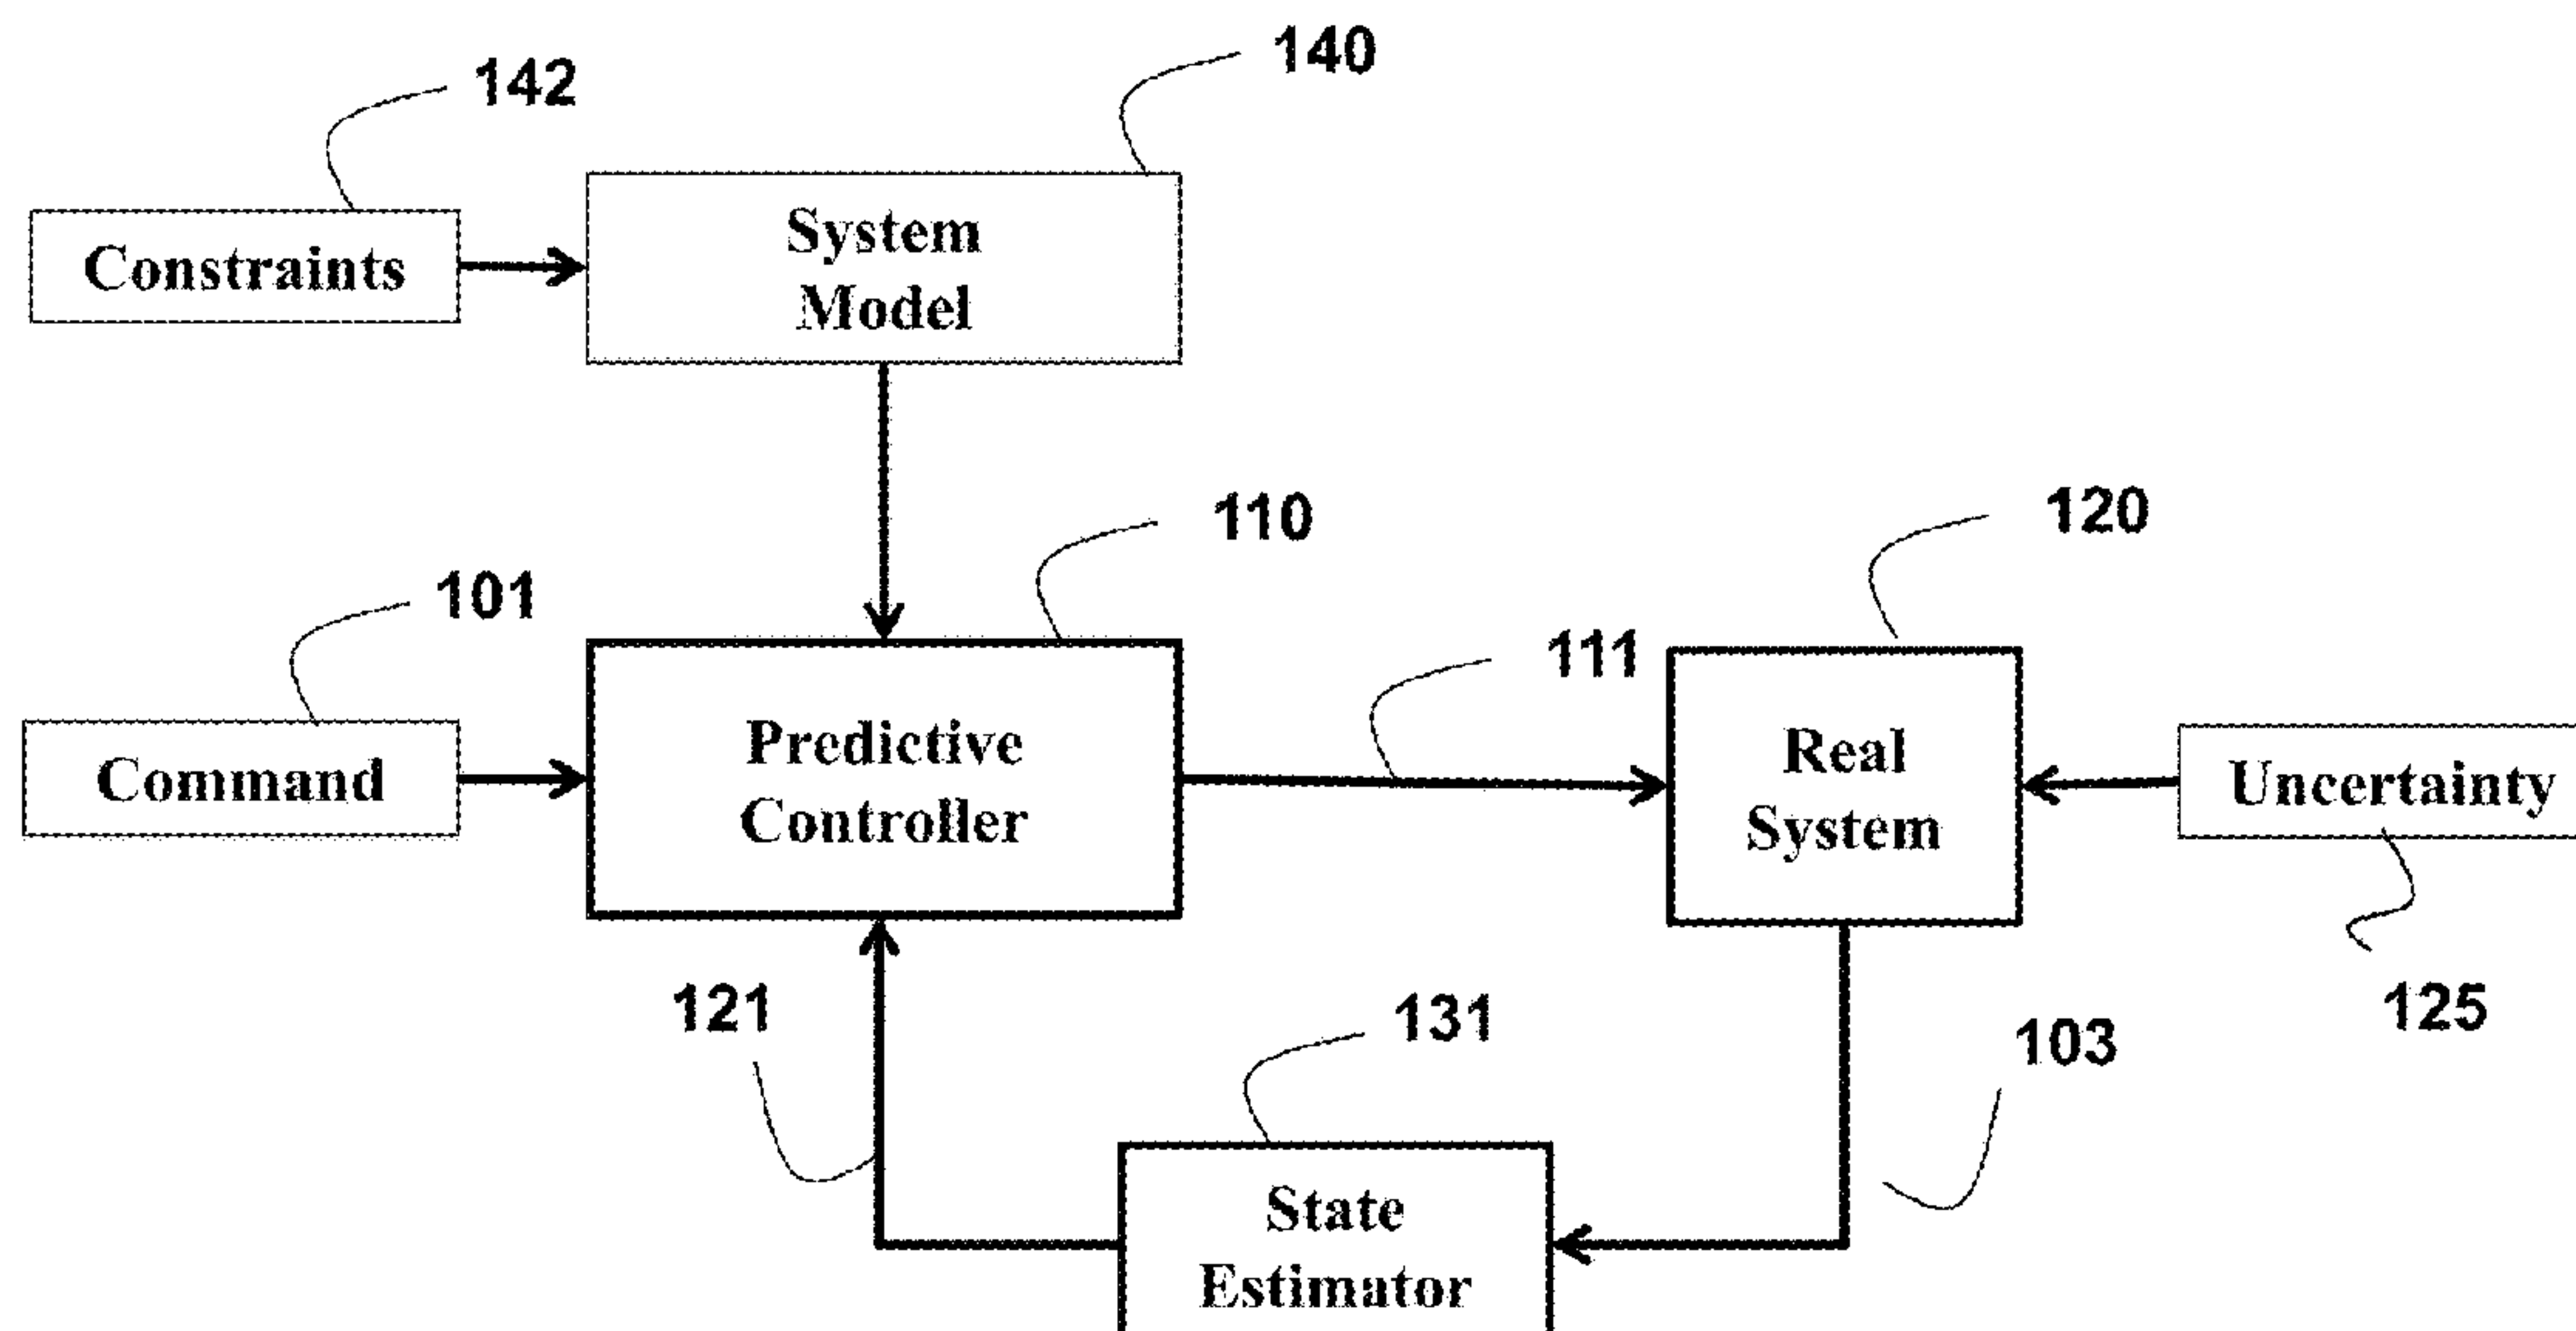 140
142
System
Model
Constraints
110
120
101
111
Predictive
Controller
Real
System
Command
Uncertainty
121
131
125
103
State
Estimator